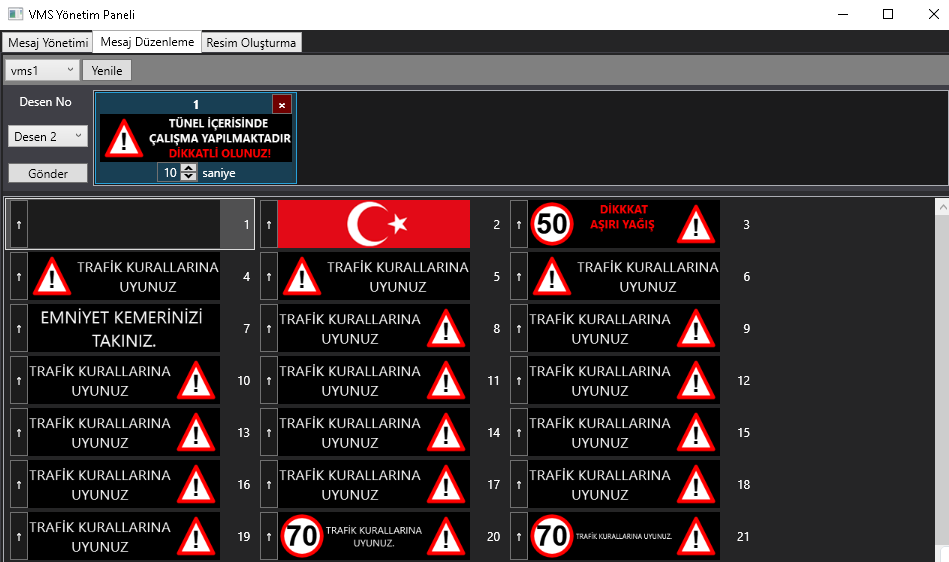 VMS Yönetim Paneli
Mesaj Yönetimi Mesaj Düzenleme Resim Oluşturma
vms1 Yenile
Desen No
Desen 2
Gönder
1 ×
TÜNEL İÇERİSİNDE
ÇALIŞMA YAPILMAKTADIR
DİKKATLİ OLUNUZ!
10 saniye
↑ 1
↑ 2
↑ 50 DİKKKAT
AŞIRI YAĞIŞ 3
↑ TRAFİK KURALLARINA
UYUNUZ 4
↑ TRAFİK KURALLARINA
UYUNUZ 5
↑ TRAFİK KURALLARINA
UYUNUZ 6
↑ EMNİYET KEMERİNİZİ
TAKINIZ. 7
↑ TRAFİK KURALLARINA
UYUNUZ 8
↑ TRAFİK KURALLARINA
UYUNUZ 9
↑ TRAFİK KURALLARINA
UYUNUZ 10
↑ TRAFİK KURALLARINA
UYUNUZ 11
↑ TRAFİK KURALLARINA
UYUNUZ 12
↑ TRAFİK KURALLARINA
UYUNUZ 13
↑ TRAFİK KURALLARINA
UYUNUZ 14
↑ TRAFİK KURALLARINA
UYUNUZ 15
↑ TRAFİK KURALLARINA
UYUNUZ 16
↑ TRAFİK KURALLARINA
UYUNUZ 17
↑ TRAFİK KURALLARINA
UYUNUZ 18
↑ TRAFİK KURALLARINA
UYUNUZ 19
↑ 70 TRAFİK KURALLARINA
UYUNUZ. 20
↑ 70 TRAFİK KURALLARINA UYUNUZ. 21